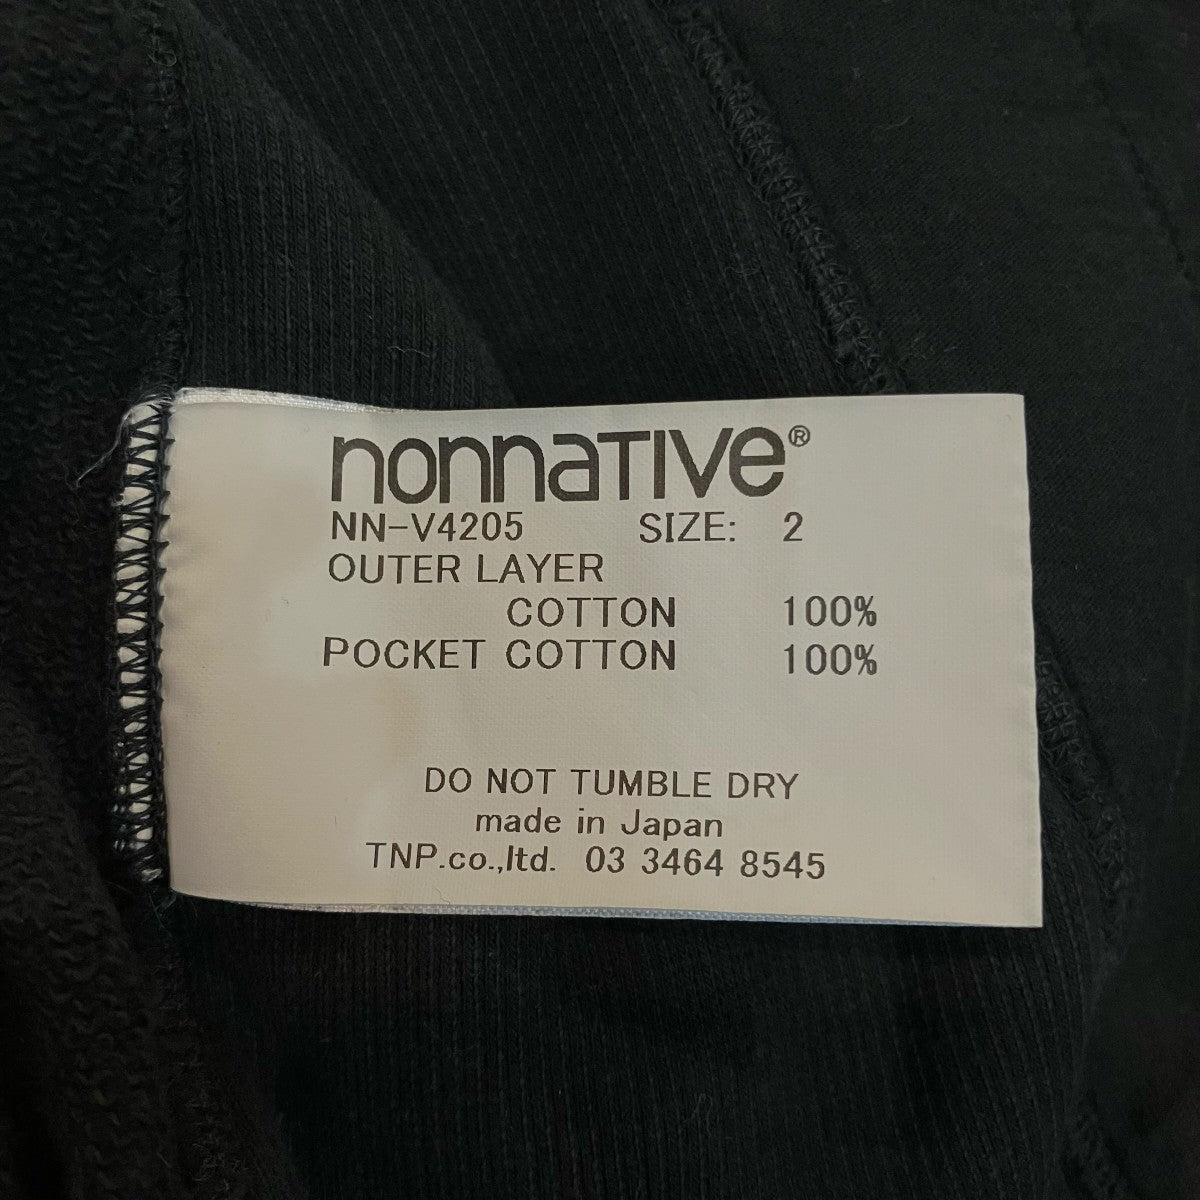 nonnative®
NN-V4205 SIZE: 2
OUTER LAYER
COTTON 100%
POCKET COTTON 100%
DO NOT TUMBLE DRY
made in Japan
TNP.co.,ltd. 03 3464 8545